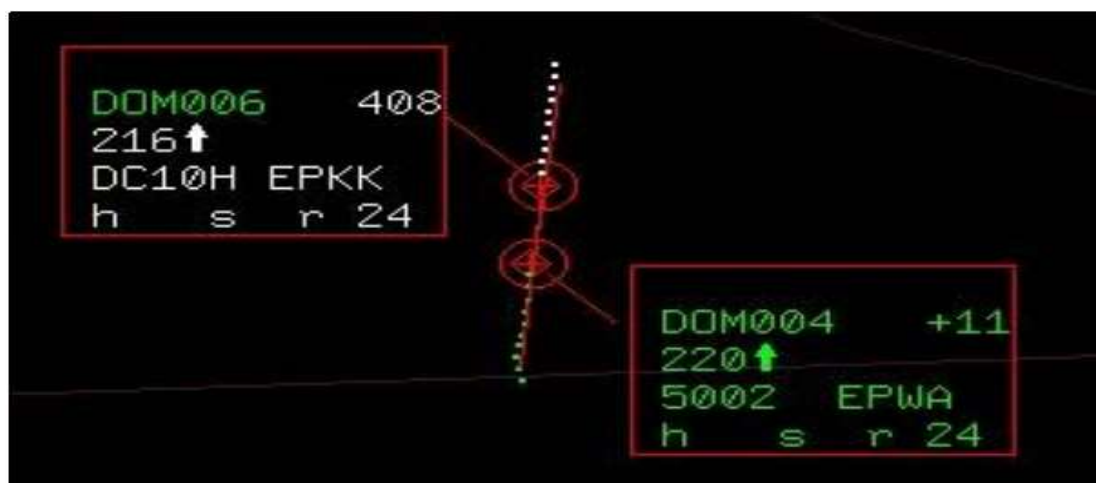 DOM006 408
216⬆
DC10H EPKK
h s r 24
DOM004 +11
220⬆
5002 EPWA
h s r 24